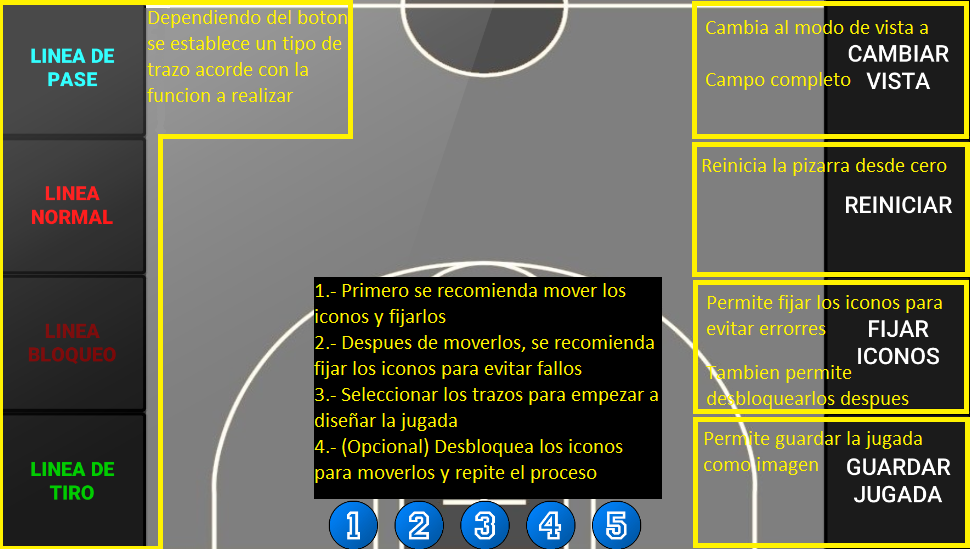 LINEA DE
PASE
Dependiendo del boton
se establece un tipo de
trazo acorde con la
funcion a realizar
LINEA
NORMAL
LINEA
BLOQUEO
LINEA DE
TIRO
1.- Primero se recomienda mover los
iconos y fijarlos
2.- Despues de moverlos, se recomienda
fijar los iconos para evitar fallos
3.- Seleccionar los trazos para empezar a
diseñar la jugada
4.- (Opcional) Desbloquea los iconos
para moverlos y repite el proceso
1 2 3 4 5
Cambia al modo de vista a
Campo completo
CAMBIAR
VISTA
Reinicia la pizarra desde cero
REINICIAR
Permite fijar los iconos para
evitar errorres
FIJAR
ICONOS
Tambien permite
desbloquearlos despues
Permite guardar la jugada
como imagen
GUARDAR
JUGADA